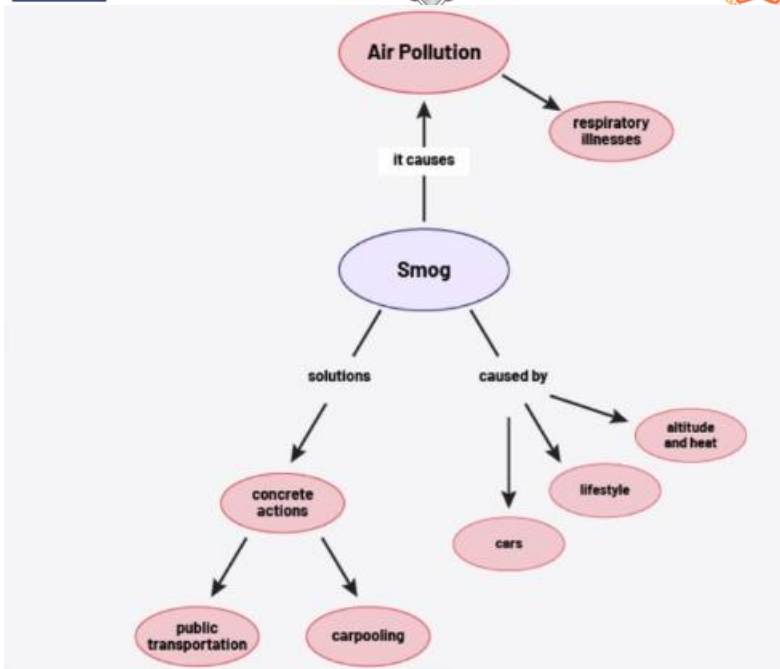 Air Pollution
respiratory
illnesses
it causes
Smog
solutions
caused by
altitude
and heat
concrete
actions
lifestyle
cars
public
transportation
carpooling